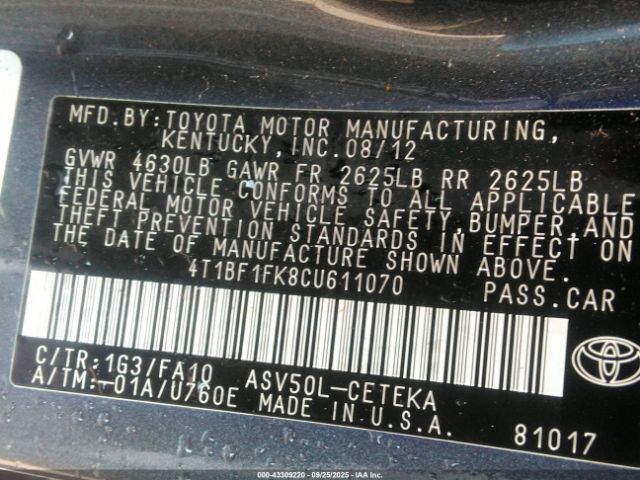 MFD.BY:TOYOTA MOTOR MANUFACTURING,
KENTUCKY,INC.08/12
GVWR 4630LB GAWR FR 2625LB RR 2625LB
THIS VEHICLE CONFORMS TO ALL APPLICABLE
FEDERAL MOTOR VEHICLE SAFETY,BUMPER,AND
THEFT PREVENTION STANDARDS IN EFFECT ON
THE DATE OF MANUFACTURE SHOWN ABOVE.
4T1BF1FK8CU611070 PASS.CAR
C/TR:1G3/FA10 ASV50L-CETEKA
A/TM:-01A/U760E MADE IN U.S.A. 81017
000-43309220 - 09/25/2025 - COPART